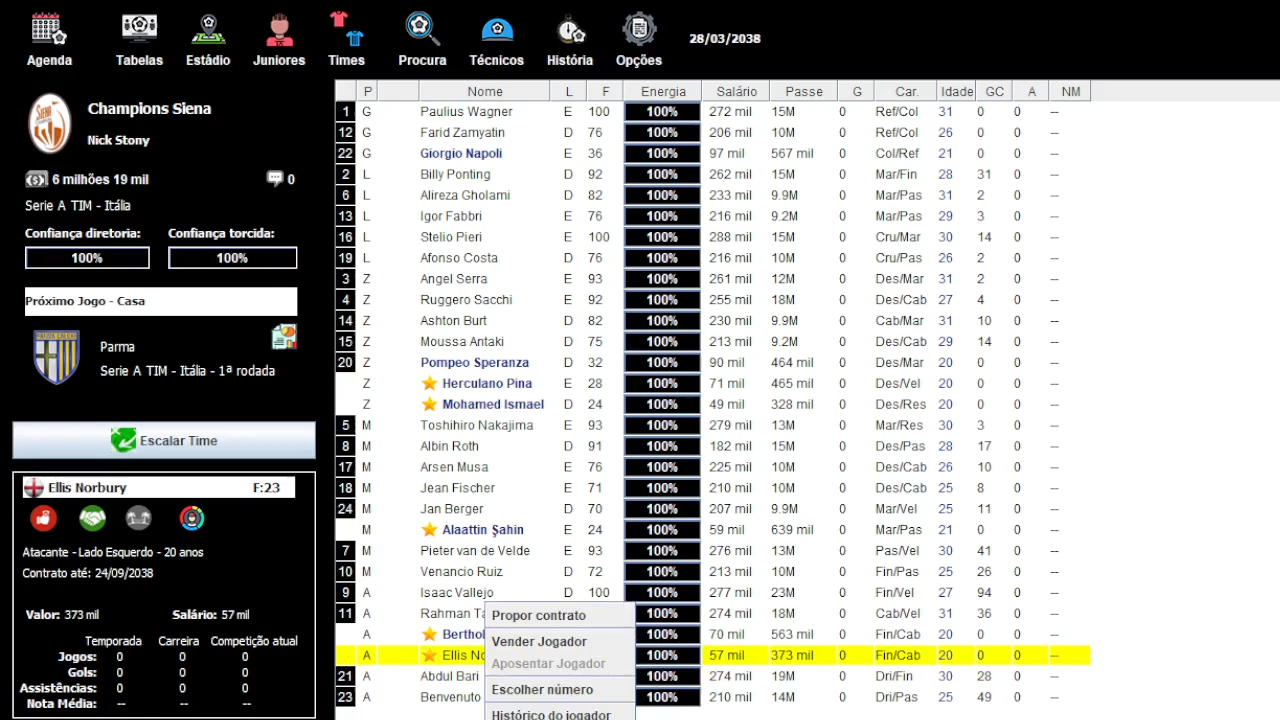 Agenda Tabelas Estádio Juniores Times Procura Técnicos História Opções 28/03/2038
Champions Siena
Nick Stony
6 milhões 19 mil 0
Serie A TIM - Itália
Confiança diretoria: Confiança torcida:
100% 100%
Próximo Jogo - Casa
Parma
Serie A TIM - Itália - 1ª rodada
Escalar Time
Ellis Norbury F:23
Atacante - Lado Esquerdo - 20 anos
Contrato até: 24/09/2038
Valor: 373 mil Salário: 57 mil
Temporada Carreira Competição atual
Jogos: 0 0 0
Gols: 0 0 0
Assistências: 0 0 0
Nota Média: -- -- --
P Nome L F Energia Salário Passe G Car. Idade GC A NM
1 G Paulius Wagner E 100 100% 272 mil 15M 0 Ref/Col 31 0 0 --
12 G Farid Zamyatin D 76 100% 206 mil 10M 0 Ref/Col 26 0 0 --
22 G Giorgio Napoli E 36 100% 97 mil 567 mil 0 Col/Ref 21 0 0 --
2 L Billy Ponting D 92 100% 262 mil 15M 0 Mar/Fin 28 31 0 --
6 L Alireza Gholami D 82 100% 233 mil 9.9M 0 Mar/Pas 31 2 0 --
13 L Igor Fabbri E 76 100% 216 mil 9.2M 0 Mar/Pas 29 3 0 --
16 L Stelio Pieri E 100 100% 288 mil 15M 0 Cru/Mar 30 14 0 --
19 L Afonso Costa D 76 100% 216 mil 10M 0 Cru/Pas 26 2 0 --
3 Z Angel Serra E 93 100% 261 mil 12M 0 Des/Mar 31 2 0 --
4 Z Ruggero Sacchi E 92 100% 255 mil 18M 0 Des/Cab 27 4 0 --
14 Z Ashton Burt D 82 100% 230 mil 9.9M 0 Cab/Mar 31 10 0 --
15 Z Moussa Antaki D 75 100% 213 mil 9.2M 0 Des/Cab 29 14 0 --
20 Z Pompeo Speranza D 32 100% 90 mil 464 mil 0 Des/Mar 20 0 0 --
Z Herculano Pina E 28 100% 71 mil 465 mil 0 Des/Vel 20 0 0 --
Z Mohamed Ismael D 24 100% 49 mil 328 mil 0 Des/Res 20 0 0 --
5 M Toshihiro Nakajima E 93 100% 279 mil 13M 0 Mar/Res 30 3 0 --
8 M Albin Roth D 91 100% 182 mil 15M 0 Des/Pas 28 17 0 --
17 M Arsen Musa E 76 100% 225 mil 10M 0 Des/Cab 26 10 0 --
18 M Jean Fincher E 71 100% 210 mil 10M 0 Des/Cab 25 8 0 --
24 M Jan Berger D 70 100% 207 mil 9.9M 0 Mar/Vel 25 11 0 --
M Alaattin Şahin E 24 100% 59 mil 639 mil 0 Mar/Pas 21 0 0 --
7 M Pieter van de Velde E 93 100% 276 mil 13M 0 Pas/Vel 30 41 0 --
10 M Venancio Ruiz D 72 100% 213 mil 10M 0 Fin/Pas 25 26 0 --
9 A Isaac Vallejo D 100 100% 277 mil 23M 0 Fin/Vel 27 94 0 --
11 A Rahman 100% 274 mil 18M 0 Cab/Vel 31 36 0 --
A Berthol 100% 70 mil 563 mil 0 Fin/Cab 20 0 0 --
A Ellis No 100% 57 mil 373 mil 0 Fin/Cab 20 0 0 --
21 A Abdul Bari 100% 274 mil 19M 0 Dri/Fin 30 28 0 --
23 A Benvenuto 100% 210 mil 14M 0 Dri/Pas 25 49 0 --
Propor contrato
Vender Jogador
Aposentar Jogador
Escolher número
Histórico do jogador